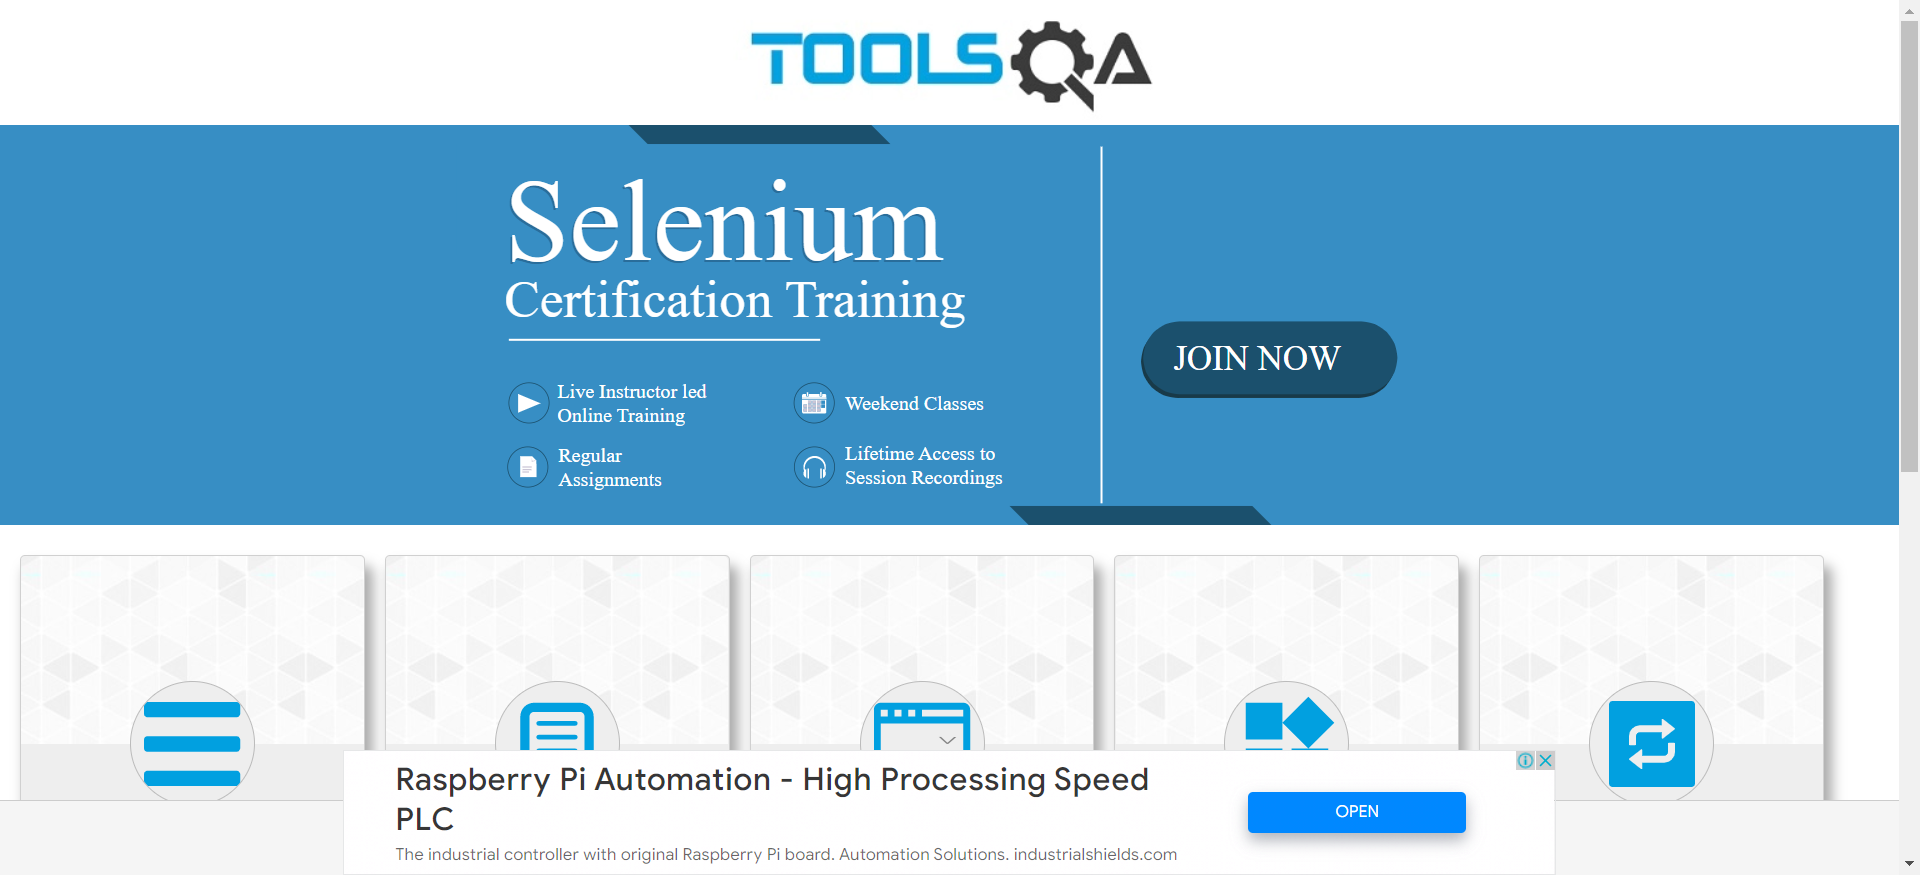 TOOLSQA
Selenium
Certification Training
JOIN NOW
Live Instructor led
Online Training
Weekend Classes
Regular
Assignments
Lifetime Access to
Session Recordings
Raspberry Pi Automation - High Processing Speed
PLC
OPEN
The industrial controller with original Raspberry Pi board. Automation Solutions. industrialshields.com